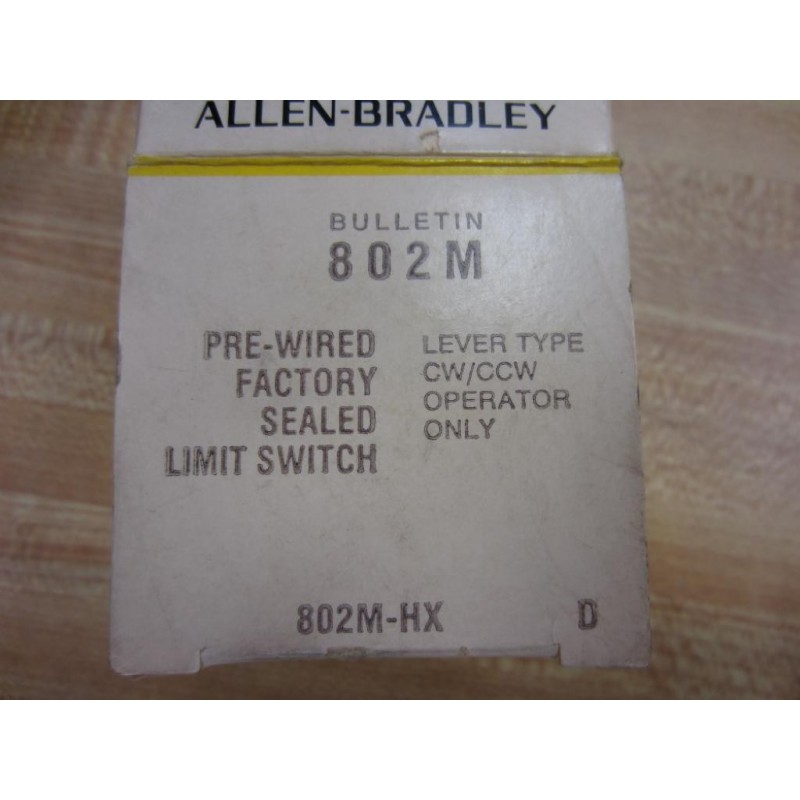 ALLEN-BRADLEY
BULLETIN
802M
PRE-WIRED
FACTORY
SEALED
LIMIT SWITCH
LEVER TYPE
CW/CCW
OPERATOR
ONLY
802M-HX D